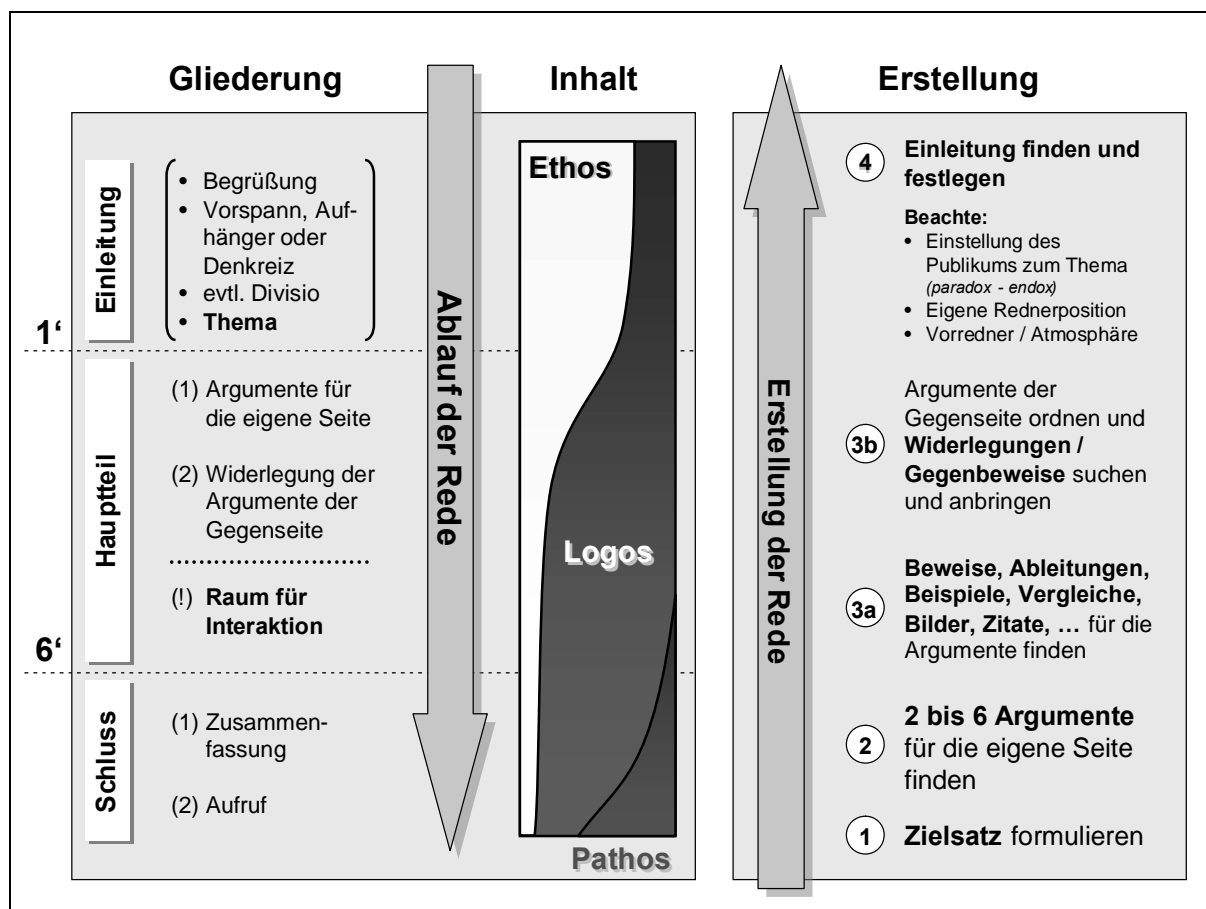 Gliederung
Inhalt
Erstellung
Einleitung
• Begrüßung
• Vorspann, Auf-
hänger oder
Denkreiz
• evtl. Divisio
• Thema
1‘
Hauptteil
(1) Argumente für
die eigene Seite
(2) Widerlegung der
Argumente der
Gegenseite
(!) Raum für
Interaktion
6‘
Schluss
(1) Zusammen-
fassung
(2) Aufruf
Ablauf der Rede
Ethos
Logos
Pathos
Erstellung der Rede
4 Einleitung finden und
festlegen
Beachte:
• Einstellung des
Publikums zum Thema
(paradox - endox)
• Eigene Rednerposition
• Vorredner / Atmosphäre
3b Argumente der
Gegenseite ordnen und
Widerlegungen /
Gegenbeweise suchen
und anbringen
3a Beweise, Ableitungen,
Beispiele, Vergleiche,
Bilder, Zitate, … für die
Argumente finden
2 2 bis 6 Argumente
für die eigene Seite
finden
1 Zielsatz formulieren